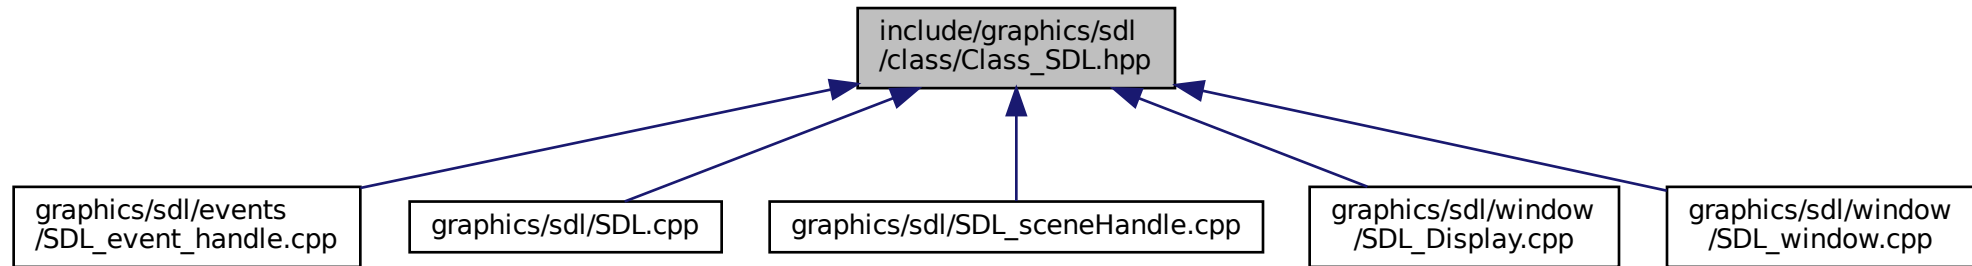 include/graphics/sdl
/class/Class_SDL.hpp
graphics/sdl/events
/SDL_event_handle.cpp
graphics/sdl/SDL.cpp
graphics/sdl/SDL_sceneHandle.cpp
graphics/sdl/window
/SDL_Display.cpp
graphics/sdl/window
/SDL_window.cpp